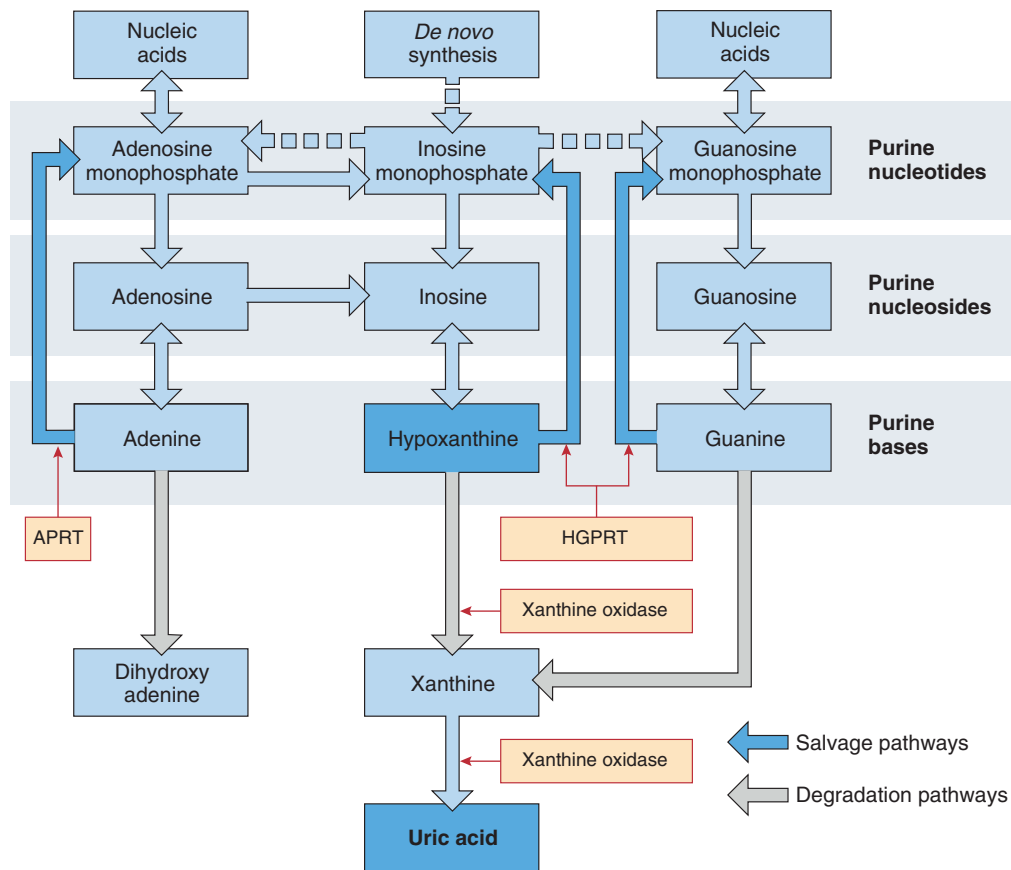 Nucleic
acids
De novo
synthesis
Nucleic
acids
Adenosine
monophosphate
Inosine
monophosphate
Guanosine
monophosphate
Purine
nucleotides
Adenosine
Inosine
Guanosine
Purine
nucleosides
Adenine
Hypoxanthine
Guanine
Purine
bases
APRT
HGPRT
Xanthine oxidase
Dihydroxy
adenine
Xanthine
Xanthine oxidase
Salvage pathways
Degradation pathways
Uric acid